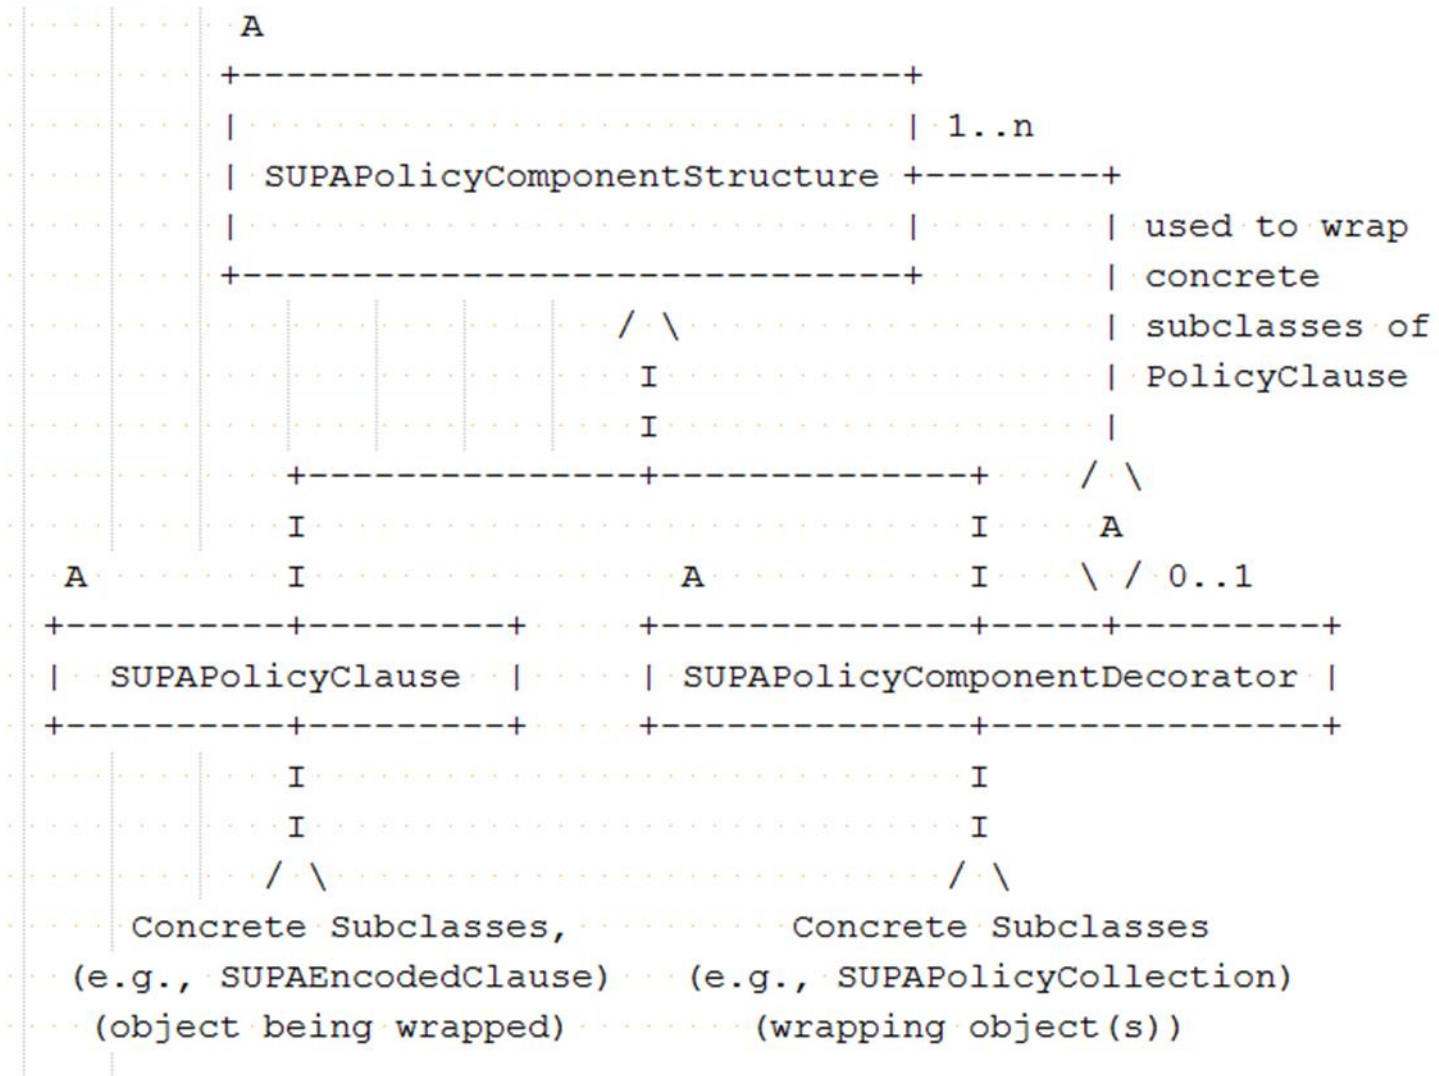 A
      +------------------------------+
      |                              | 1..n
      | SUPAPolicyComponentStructure +--------+
      |                              |        | used to wrap
      +------------------------------+        | concrete
                        / \                   | subclasses of
                         I                    | PolicyClause
                         I                    |
         +---------------+--------------+    / \
         I                              I     A
A        I                 A            I    \ / 0..1
+----------+---------+     +--------------+-----+---------+
|  SUPAPolicyClause  |     | SUPAPolicyComponentDecorator |
+----------+---------+     +--------------+---------------+
         I                              I
         I                              I
        / \                            / \
Concrete Subclasses,          Concrete Subclasses
(e.g., SUPAEncodedClause)   (e.g., SUPAPolicyCollection)
(object being wrapped)        (wrapping object(s))